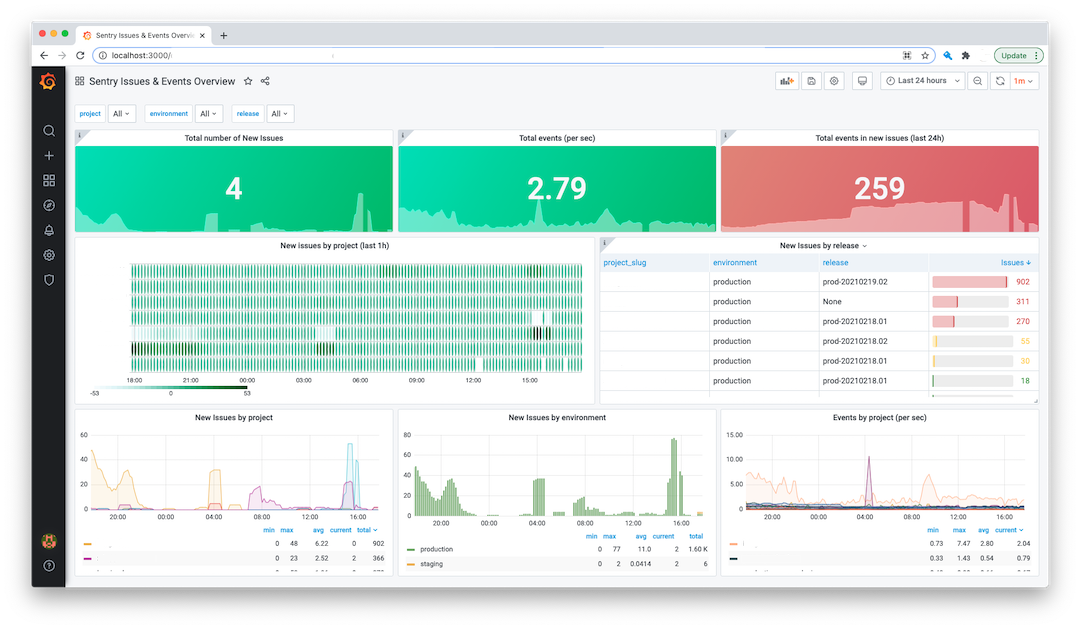 Sentry Issues & Events Overvi
localhost:3000/
Update
Sentry Issues & Events Overview
Last 24 hours
1m
project All environment All release All
Total number of New Issues
4
Total events (per sec)
2.79
Total events in new issues (last 24h)
259
New issues by project (last 1h)
18:00 21:00 00:00 03:00 06:00 09:00 12:00 15:00
-53 0 53
New Issues by release
project_slug environment release Issues
production prod-20210219.02 902
production None 311
production prod-20210218.01 270
production prod-20210218.02 55
production prod-20210218.01 30
production prod-20210218.01 18
New Issues by project
60
40
20
0
20:00 00:00 04:00 08:00 12:00 16:00
min max avg current total
0 48 6.22 0 902
0 23 2.52 2 366
New Issues by environment
80
60
40
20
0
20:00 00:00 04:00 08:00 12:00 16:00
min max avg current total
production 0 77 11.0 2 1.60 K
staging 0 2 0.0414 2 6
Events by project (per sec)
15.00
10.00
5.00
0
20:00 00:00 04:00 08:00 12:00 16:00
min max avg current
0.73 7.47 2.80 2.04
0.33 1.43 0.54 0.79